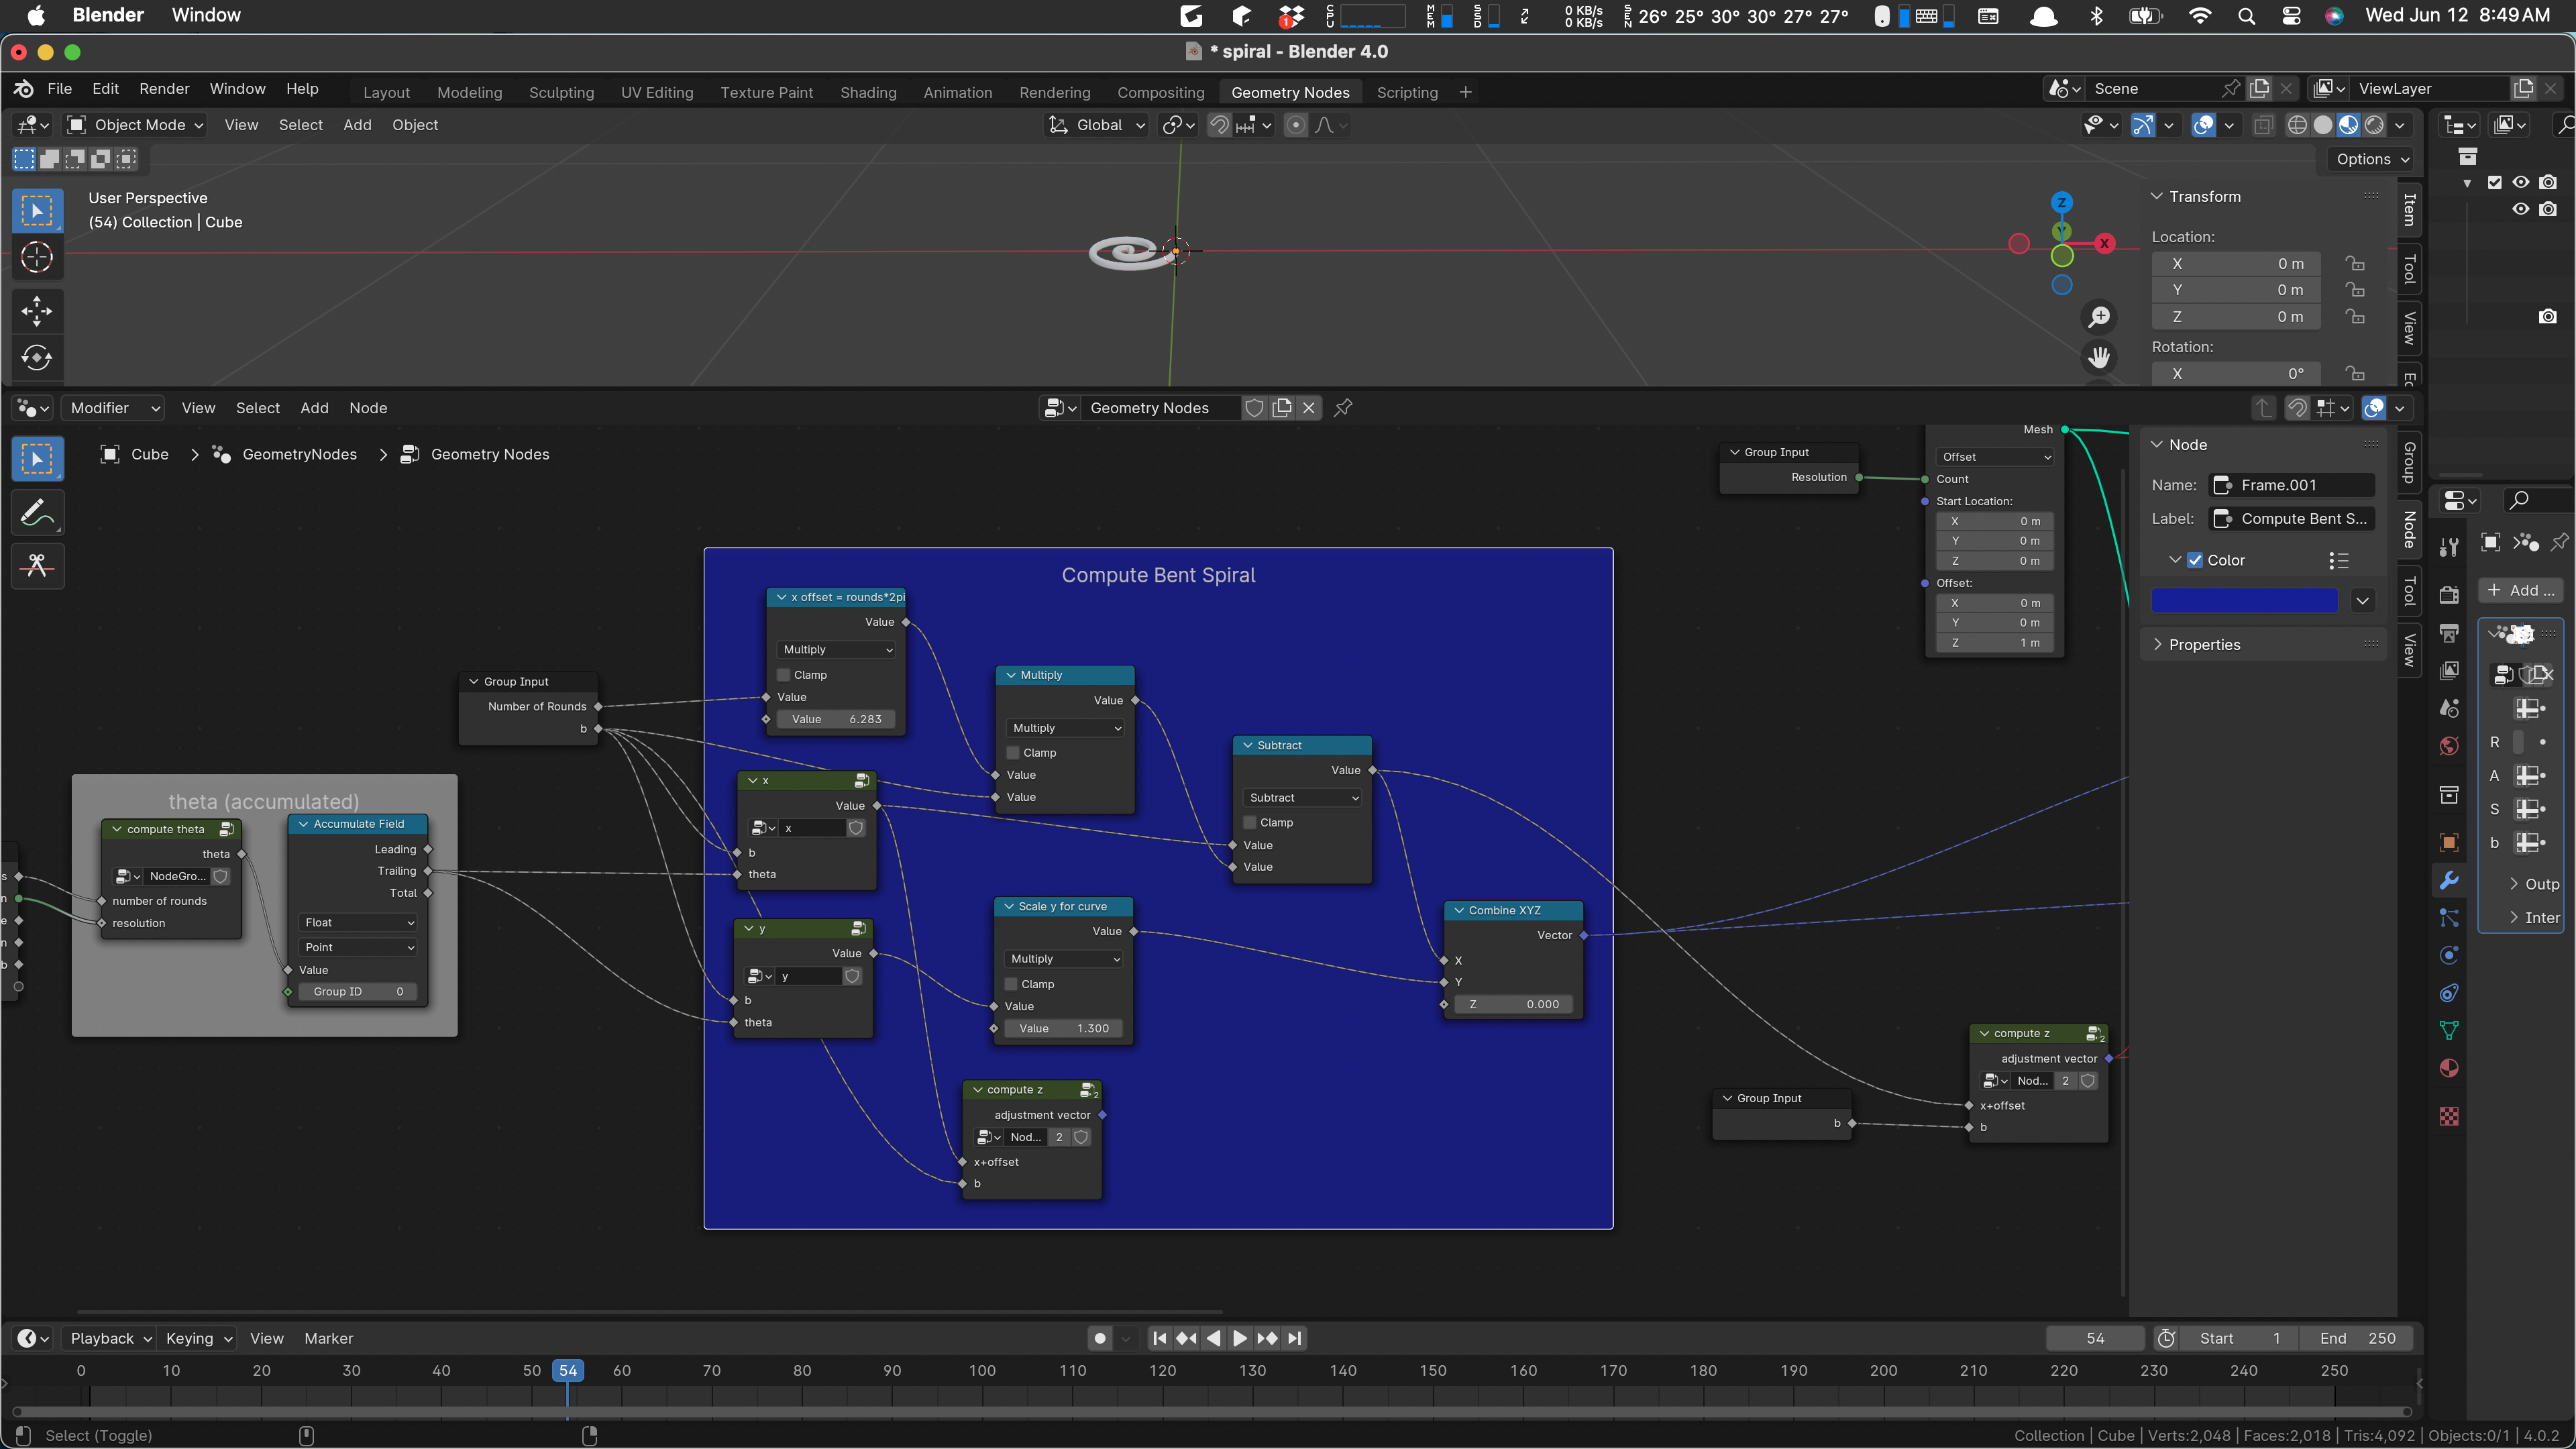 Blender Window
CPU MEM SSD 0 KB/s 0 KB/s SEN 26° 25° 30° 30° 27° 27° Wed Jun 12 8:49 AM
1
* spiral - Blender 4.0
File Edit Render Window Help Layout Modeling Sculpting UV Editing Texture Paint Shading Animation Rendering Compositing Geometry Nodes Scripting + Scene ViewLayer
Object Mode View Select Add Object Global
Options
User Perspective
(54) Collection | Cube
Z
Y
X
Transform
Location:
X 0 m
Y 0 m
Z 0 m
Rotation:
X 0°
Item
Tool
View
Modifier View Select Add Node Geometry Nodes
Cube > GeometryNodes > Geometry Nodes
Group Input
Resolution
Mesh
Offset
Count
Start Location:
X 0 m
Y 0 m
Z 0 m
Offset:
X 0 m
Y 0 m
Z 1 m
Node
Name: Frame.001
Label: Compute Bent S...
Color
Properties
Group
Node
Tool
View
Add ...
R
A
S
b
Outp
Inter
Compute Bent Spiral
x offset = rounds*2pi
Value
Multiply
Clamp
Value
Value 6.283
Group Input
Number of Rounds
b
Multiply
Value
Multiply
Clamp
Value
Value
Subtract
Value
Subtract
Clamp
Value
Value
theta (accumulated)
compute theta
theta
NodeGro...
number of rounds
resolution
Accumulate Field
Leading
Trailing
Total
Float
Point
Value
Group ID 0
s
n
e
n
b
x
Value
x
b
theta
y
Value
y
b
theta
Scale y for curve
Value
Multiply
Clamp
Value
Value 1.300
Combine XYZ
Vector
X
Y
Z 0.000
compute z
2
adjustment vector
Nod... 2
x+offset
b
Group Input
b
compute z
2
adjustment vector
Nod... 2
x+offset
b
Playback Keying View Marker 54 Start 1 End 250
0 10 20 30 40 50 54 60 70 80 90 100 110 120 130 140 150 160 170 180 190 200 210 220 230 240 250
Select (Toggle) Collection | Cube | Verts:2,048 | Faces:2,018 | Tris:4,092 | Objects:0/1 | 4.0.2